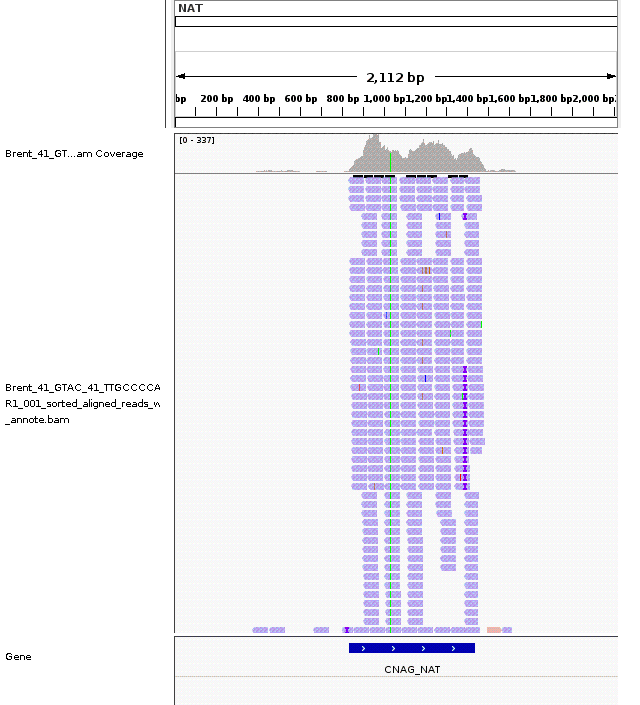 NAT
2,112 bp
bp 200 bp 400 bp 600 bp 800 bp 1,000 bp 1,200 bp 1,400 bp 1,600 bp 1,800 bp 2,000 bp
[0 - 337]
Brent_41_GT...am Coverage
Brent_41_GTAC_41_TTGCCCCA
R1_001_sorted_aligned_reads_w
_annote.bam
Gene
CNAG_NAT